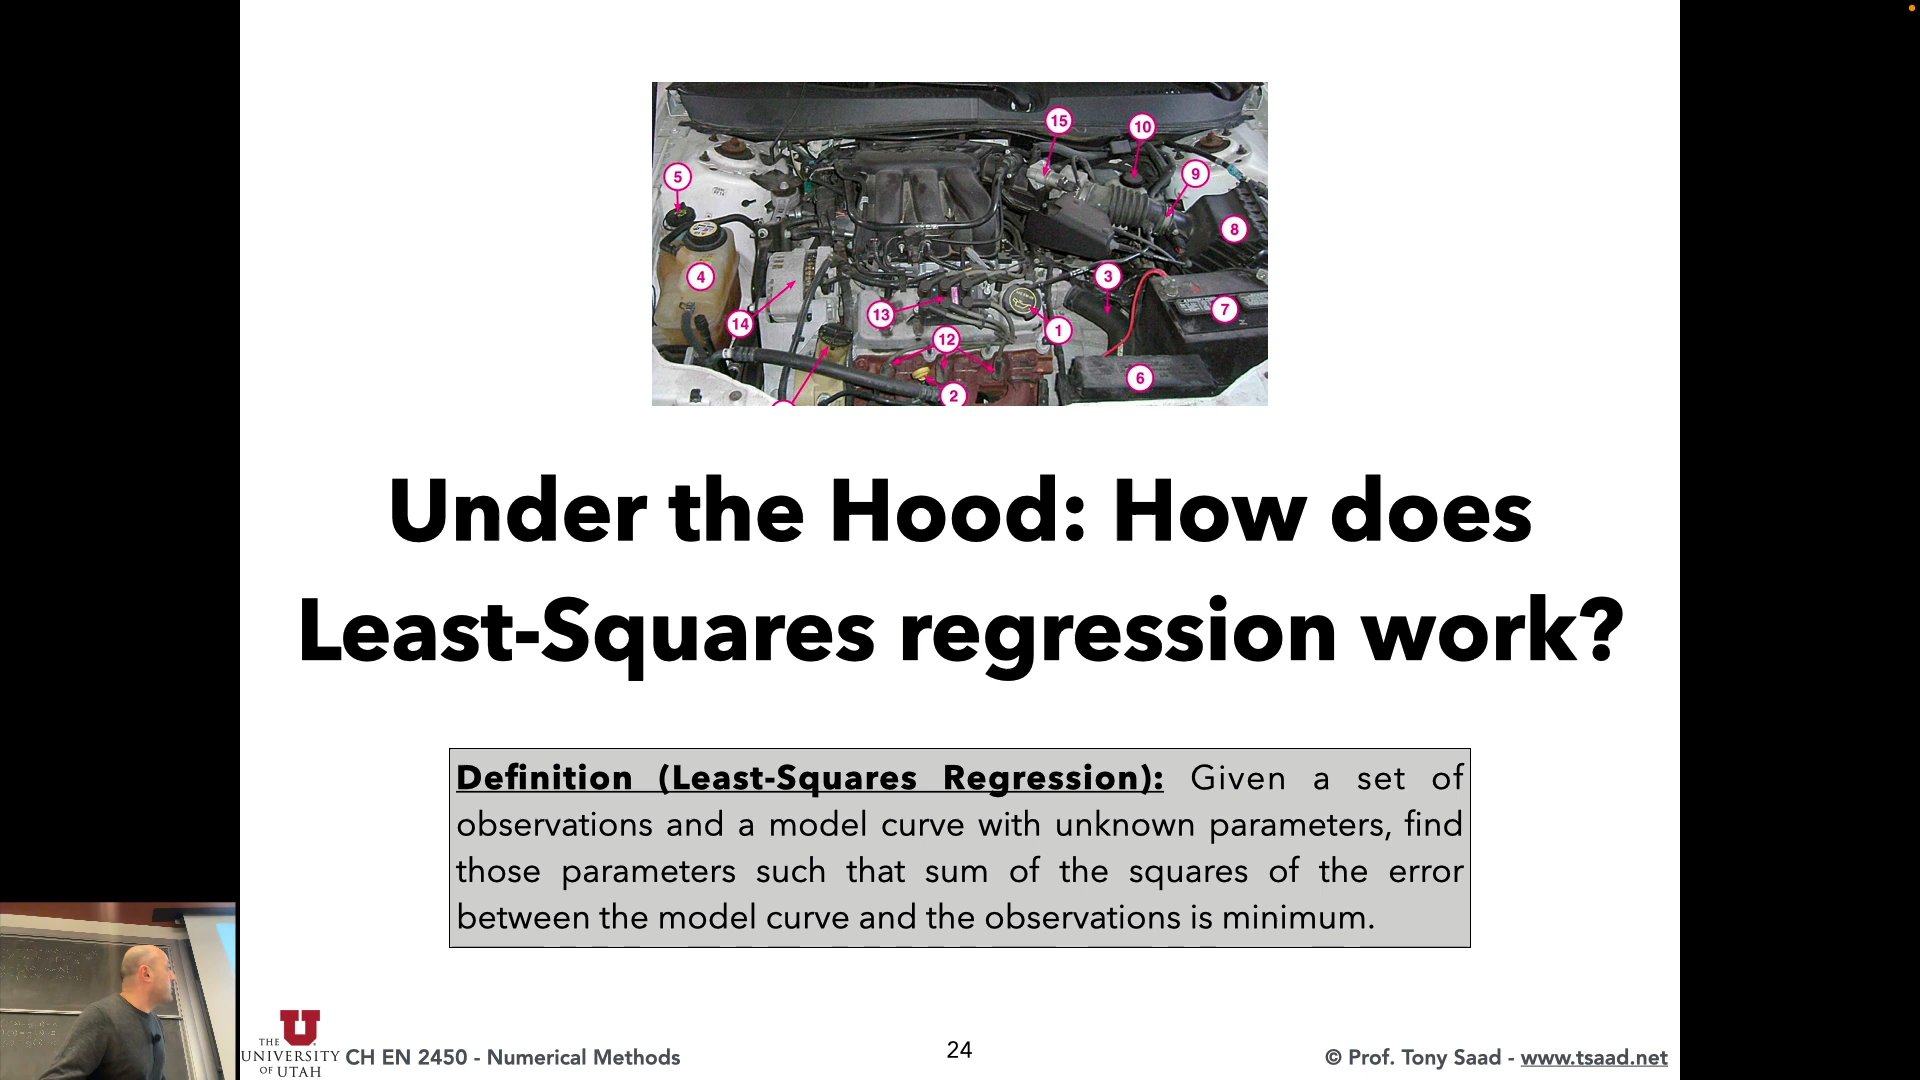 15
10
5
9
8
4
3
7
14
13
1
12
6
2
Under the Hood: How does
Least-Squares regression work?
Definition (Least-Squares Regression): Given a set of
observations and a model curve with unknown parameters, find
those parameters such that sum of the squares of the error
between the model curve and the observations is minimum.
THE
UNIVERSITY
OF UTAH
CH EN 2450 - Numerical Methods
24
© Prof. Tony Saad - www.tsaad.net